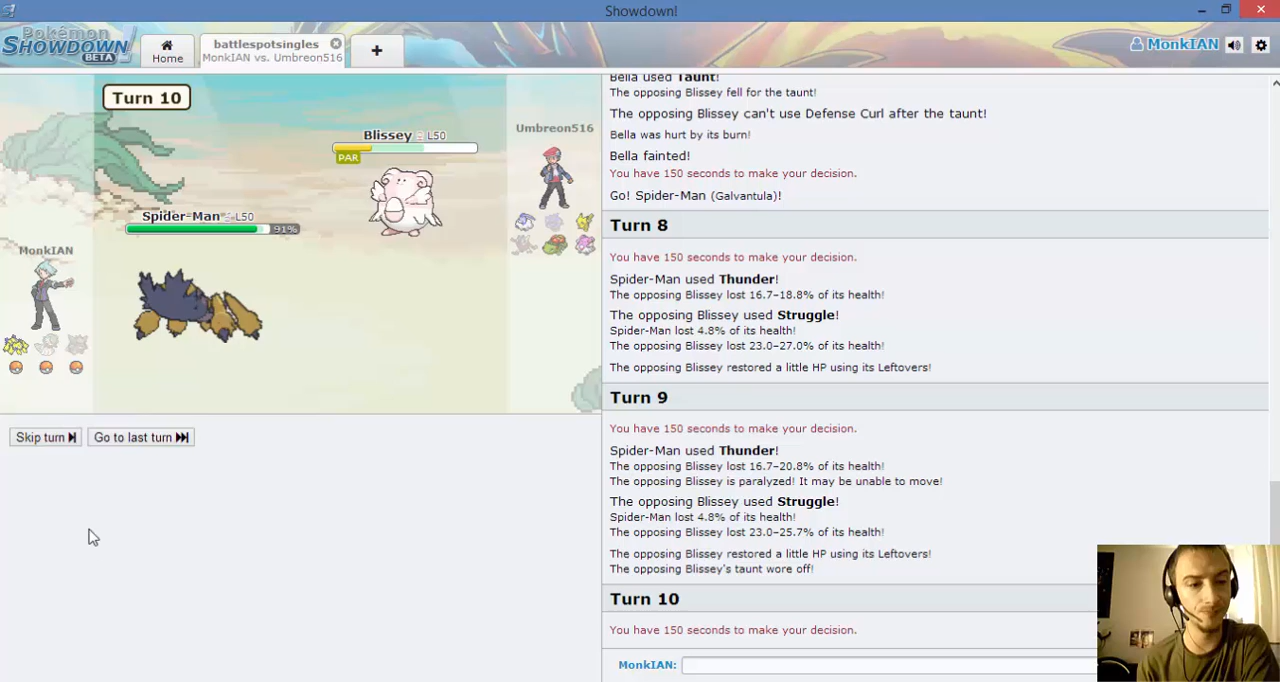 Showdown!
Pokémon
SHOWDOWN
BETA
Home
battlespotsingles
MonkIAN vs. Umbreon516
+
MonkIAN
Turn 10
Blissey L50
PAR
Umbreon516
Spider-Man L50
91%
MonkIAN
Skip turn
Go to last turn
Bella used Taunt!
The opposing Blissey fell for the taunt!
The opposing Blissey can't use Defense Curl after the taunt!
Bella was hurt by its burn!
Bella fainted!
You have 150 seconds to make your decision.
Go! Spider-Man (Galvantula)!
Turn 8
You have 150 seconds to make your decision.
Spider-Man used Thunder!
The opposing Blissey lost 16.7–18.8% of its health!
The opposing Blissey used Struggle!
Spider-Man lost 4.8% of its health!
The opposing Blissey lost 23.0–27.0% of its health!
The opposing Blissey restored a little HP using its Leftovers!
Turn 9
You have 150 seconds to make your decision.
Spider-Man used Thunder!
The opposing Blissey lost 16.7–20.8% of its health!
The opposing Blissey is paralyzed! It may be unable to move!
The opposing Blissey used Struggle!
Spider-Man lost 4.8% of its health!
The opposing Blissey lost 23.0–25.7% of its health!
The opposing Blissey restored a little HP using its Leftovers!
The opposing Blissey's taunt wore off!
Turn 10
You have 150 seconds to make your decision.
MonkIAN: